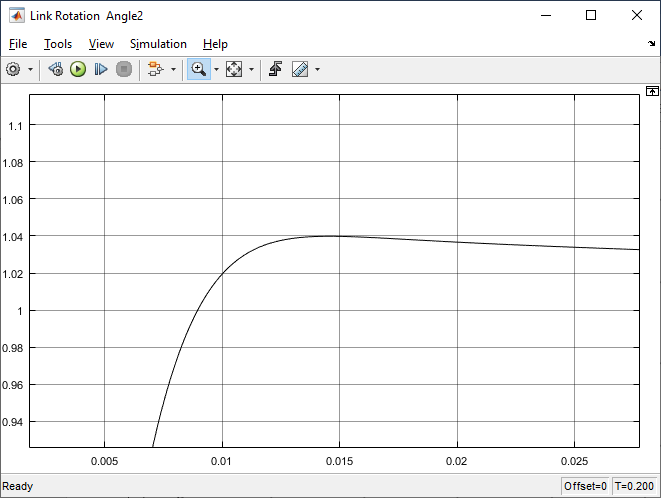 Link Rotation  Angle2
File Tools View Simulation Help
1.1
1.08
1.06
1.04
1.02
1
0.98
0.96
0.94
0.005 0.01 0.015 0.02 0.025
Ready Offset=0 T=0.200